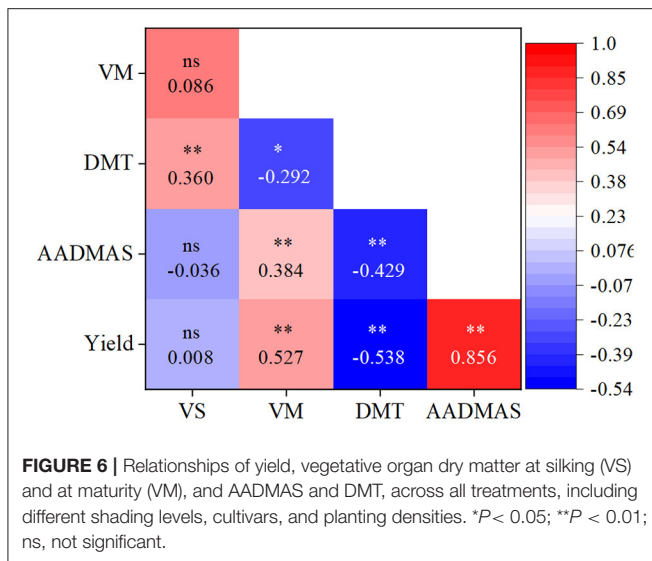 VM
ns
0.086
DMT
**
0.360
*
-0.292
AADMAS
ns
-0.036
**
0.384
**
-0.429
Yield
ns
0.008
**
0.527
**
-0.538
**
0.856
VS VM DMT AADMAS
1.0
0.85
0.69
0.54
0.38
0.23
0.076
-0.07
-0.23
-0.39
-0.54
FIGURE 6 | Relationships of yield, vegetative organ dry matter at silking (VS)
and at maturity (VM), and AADMAS and DMT, across all treatments, including
different shading levels, cultivars, and planting densities. *P< 0.05; **P < 0.01;
ns, not significant.